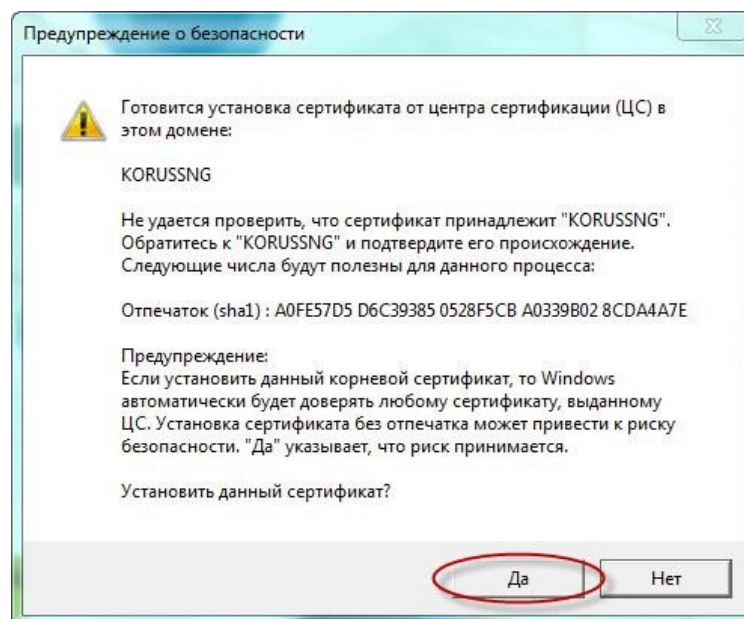 Предупреждение о безопасности
Готовится установка сертификата от центра сертификации (ЦС) в
этом домене:
KORUSSNG
Не удается проверить, что сертификат принадлежит "KORUSSNG".
Обратитесь к "KORUSSNG" и подтвердите его происхождение.
Следующие числа будут полезны для данного процесса:
Отпечаток (sha1) : A0FE57D5 D6C39385 0528F5CB A0339B02 8CDA4A7E
Предупреждение:
Если установить данный корневой сертификат, то Windows
автоматически будет доверять любому сертификату, выданному
ЦС. Установка сертификата без отпечатка может привести к риску
безопасности. "Да" указывает, что риск принимается.
Установить данный сертификат?
Да
Нет